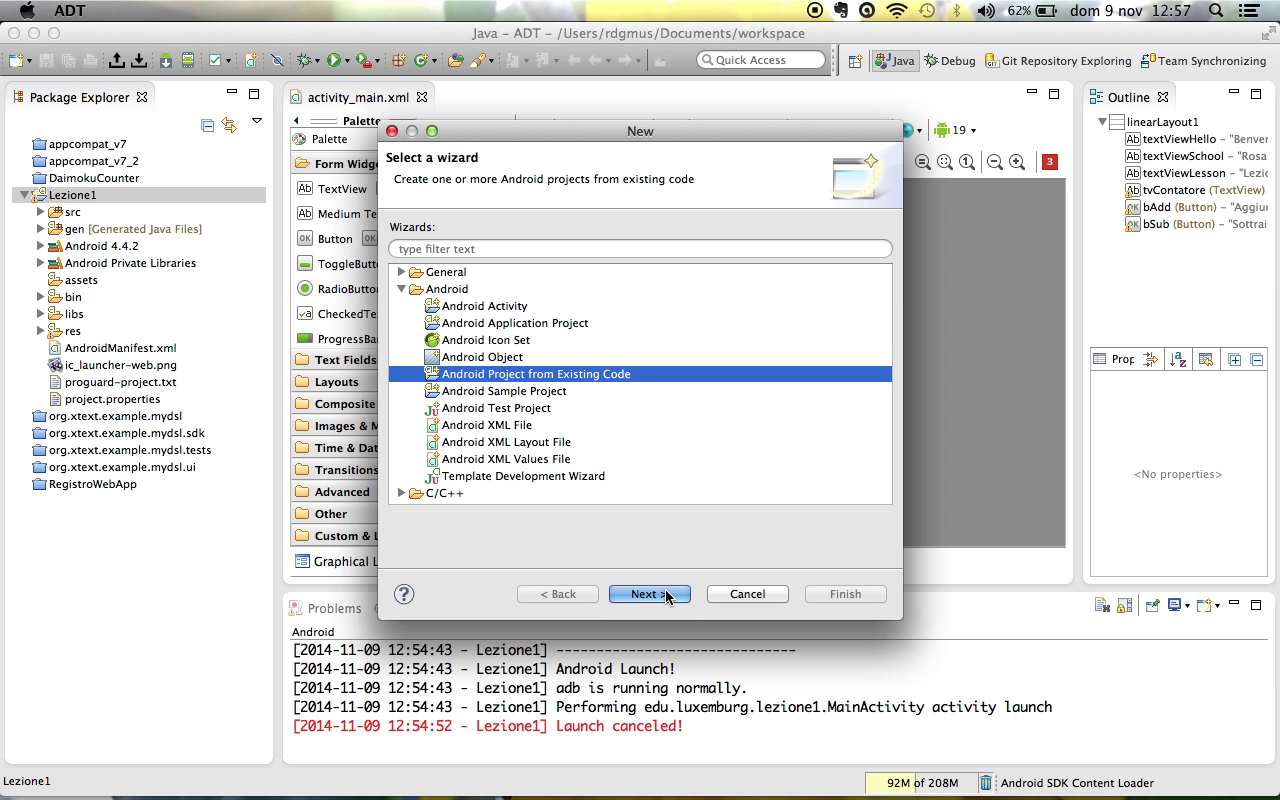 ADT
62%
dom 9 nov 12:57
Java – ADT – /Users/rdgmus/Documents/workspace
Quick Access
Java
Debug
Git Repository Exploring
Team Synchronizing
Package Explorer
appcompat_v7
appcompat_v7_2
DaimokuCounter
Lezione1
src
gen [Generated Java Files]
Android 4.4.2
Android Private Libraries
assets
bin
libs
res
AndroidManifest.xml
ic_launcher-web.png
proguard-project.txt
project.properties
org.xtext.example.mydsl
org.xtext.example.mydsl.sdk
org.xtext.example.mydsl.tests
org.xtext.example.mydsl.ui
RegistroWebApp
activity_main.xml
Palette
Palette
Form Widge
TextView
Medium Te
Button
ToggleButt
RadioButto
CheckedTe
ProgressBa
Text Fields
Layouts
Composite
Images & M
Time & Dat
Transitions
Advanced
Other
Custom & L
Graphical L
19
3
New
Select a wizard
Create one or more Android projects from existing code
Wizards:
type filter text
General
Android
Android Activity
Android Application Project
Android Icon Set
Android Object
Android Project from Existing Code
Android Sample Project
Android Test Project
Android XML File
Android XML Layout File
Android XML Values File
Template Development Wizard
C/C++
< Back
Next >
Cancel
Finish
Outline
linearLayout1
textViewHello – "Benver
textViewSchool – "Rosa
textViewLesson – "Lezio
tvContatore (TextView)
bAdd (Button) – "Aggiun
bSub (Button) – "Sottrai
Prop
<No properties>
Problems
Android
[2014-11-09 12:54:43 - Lezione1] ------------------------------
[2014-11-09 12:54:43 - Lezione1] Android Launch!
[2014-11-09 12:54:43 - Lezione1] adb is running normally.
[2014-11-09 12:54:43 - Lezione1] Performing edu.luxemburg.lezione1.MainActivity activity launch
[2014-11-09 12:54:52 - Lezione1] Launch canceled!
Lezione1
92M of 208M
Android SDK Content Loader